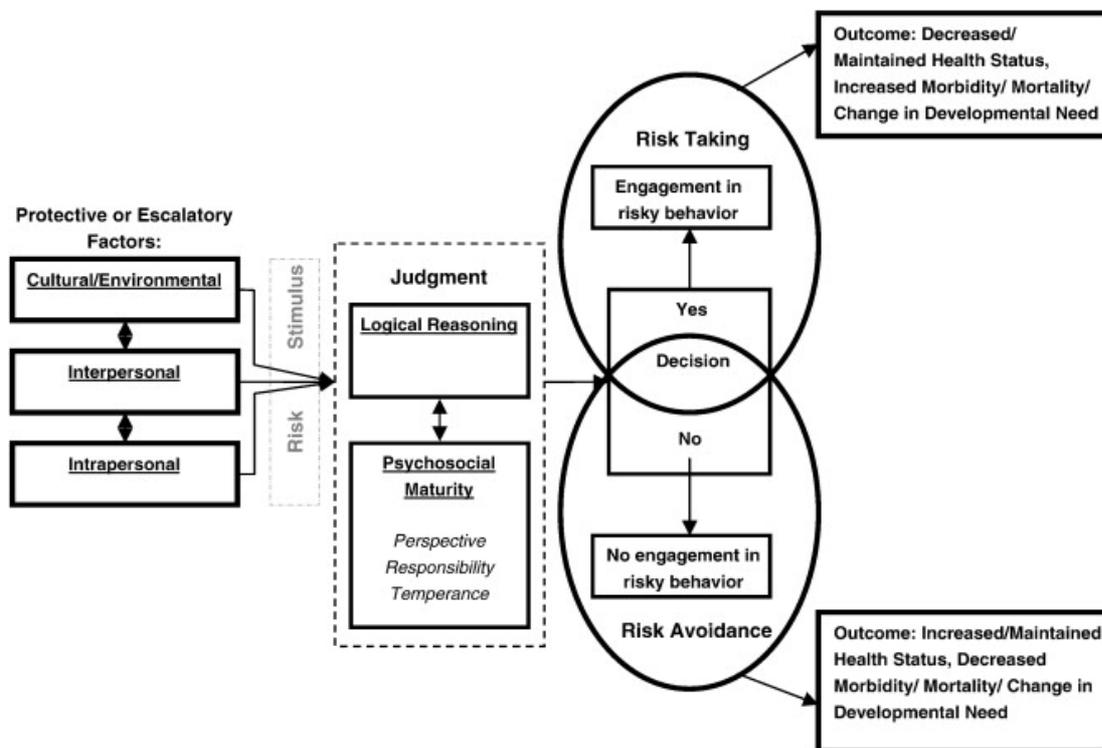 Protective or Escalatory
Factors:
Cultural/Environmental
Interpersonal
Intrapersonal
Risk Stimulus
Judgment
Logical Reasoning
Psychosocial
Maturity
Perspective
Responsibility
Temperance
Risk Taking
Engagement in
risky behavior
Yes
Decision
No
No engagement in
risky behavior
Risk Avoidance
Outcome: Decreased/
Maintained Health Status,
Increased Morbidity/ Mortality/
Change in Developmental Need
Outcome: Increased/Maintained
Health Status, Decreased
Morbidity/ Mortality/ Change in
Developmental Need